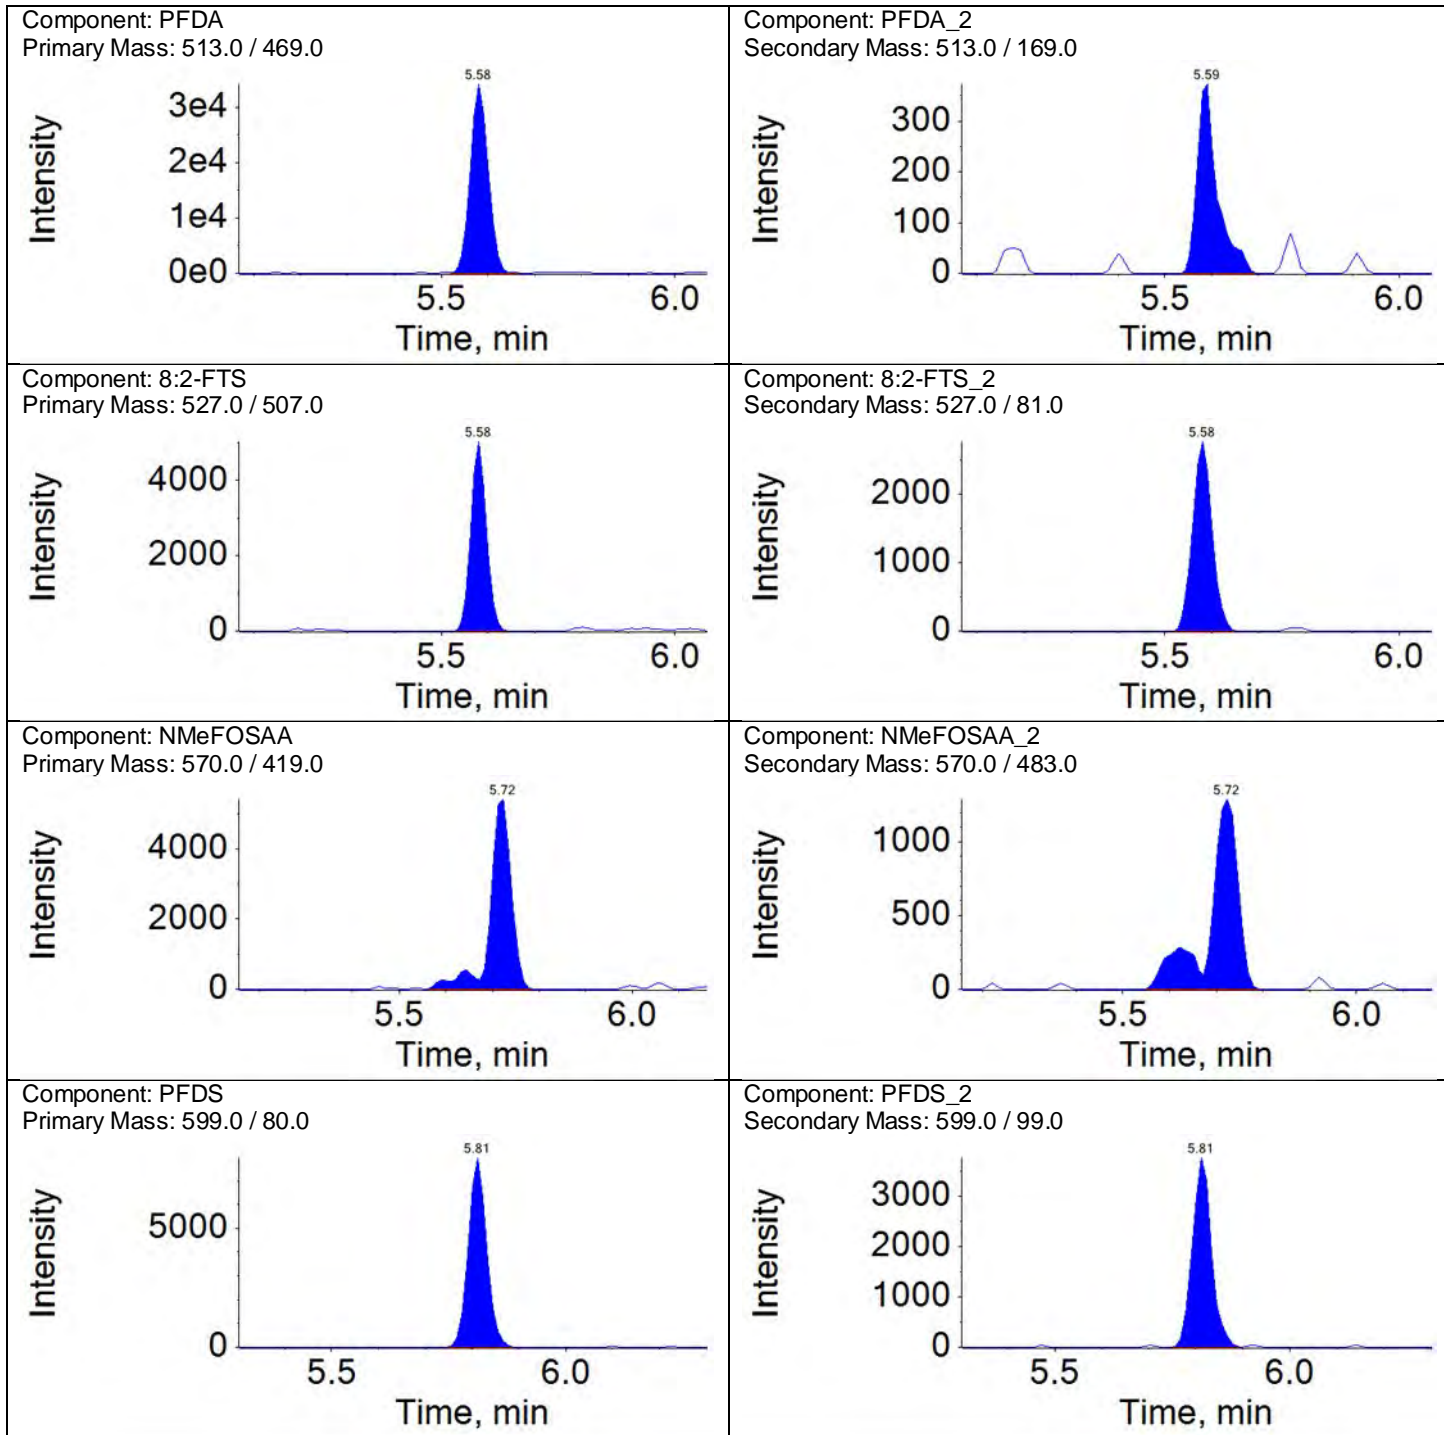 Component: PFDA
Primary Mass: 513.0 / 469.0
5.58
Intensity
3e4
2e4
1e4
0e0
5.5 6.0
Time, min
Component: PFDA_2
Secondary Mass: 513.0 / 169.0
5.59
Intensity
300
200
100
0
5.5 6.0
Time, min
Component: 8:2-FTS
Primary Mass: 527.0 / 507.0
5.58
Intensity
4000
2000
0
5.5 6.0
Time, min
Component: 8:2-FTS_2
Secondary Mass: 527.0 / 81.0
5.58
Intensity
2000
1000
0
5.5 6.0
Time, min
Component: NMeFOSAA
Primary Mass: 570.0 / 419.0
5.72
Intensity
4000
2000
0
5.5 6.0
Time, min
Component: NMeFOSAA_2
Secondary Mass: 570.0 / 483.0
5.72
Intensity
1000
500
0
5.5 6.0
Time, min
Component: PFDS
Primary Mass: 599.0 / 80.0
5.81
Intensity
5000
0
5.5 6.0
Time, min
Component: PFDS_2
Secondary Mass: 599.0 / 99.0
5.81
Intensity
3000
2000
1000
0
5.5 6.0
Time, min